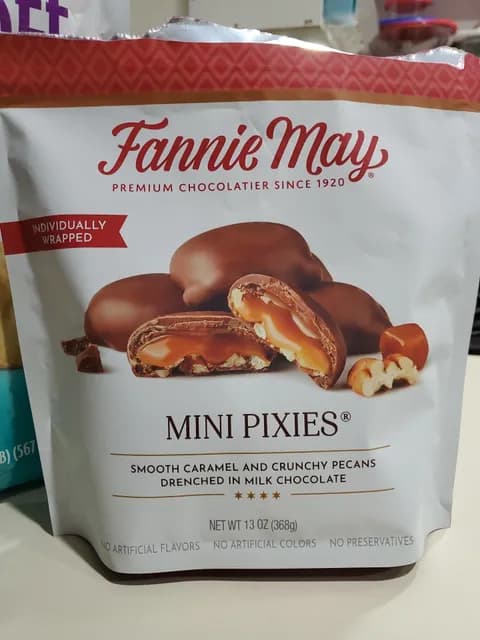 Fannie May®
PREMIUM CHOCOLATIER SINCE 1920
INDIVIDUALLY
WRAPPED
MINI PIXIES®
SMOOTH CARAMEL AND CRUNCHY PECANS
DRENCHED IN MILK CHOCOLATE
NET WT 13 OZ (368g)
NO ARTIFICIAL FLAVORS NO ARTIFICIAL COLORS NO PRESERVATIVES
B) (567